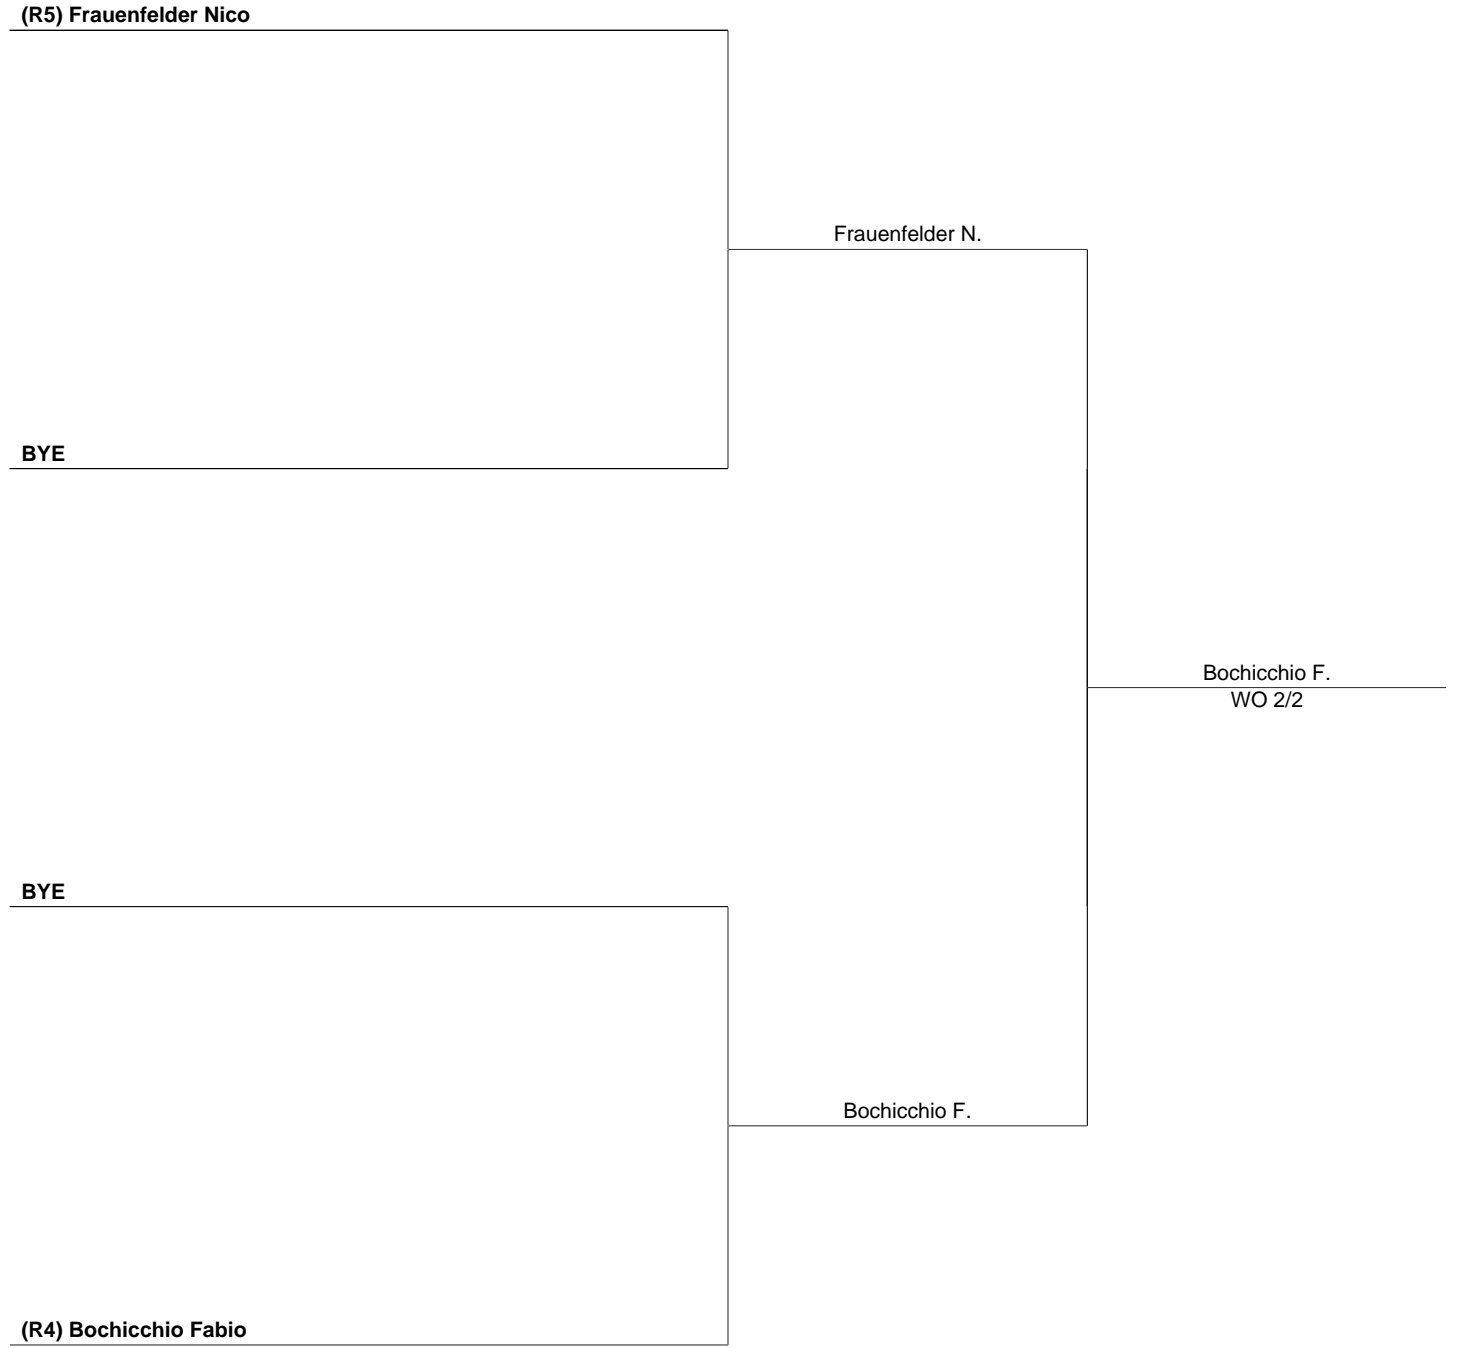 (R5) Frauenfelder Nico
Frauenfelder N.
BYE
Bochicchio F.
WO 2/2
BYE
Bochicchio F.
(R4) Bochicchio Fabio